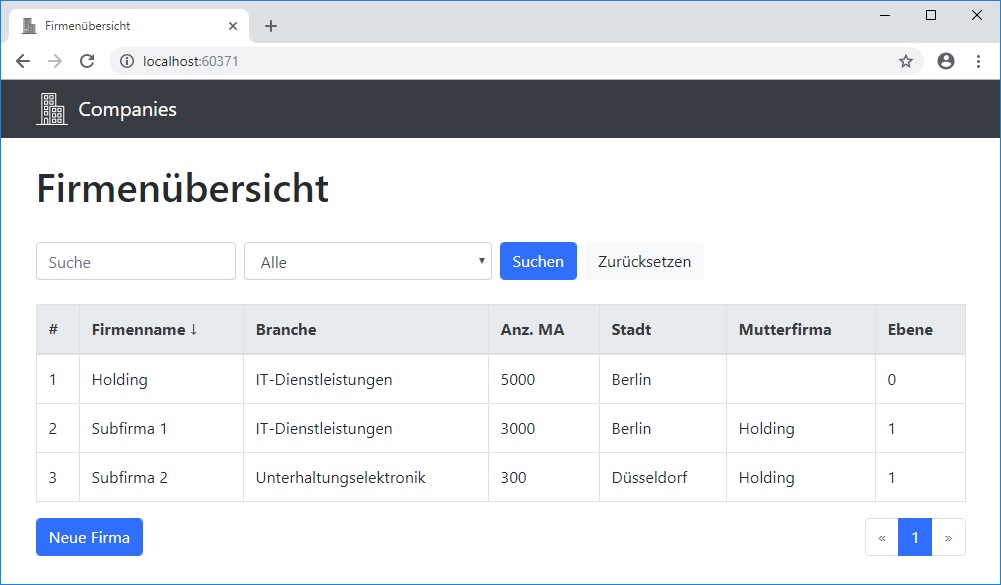 Firmenübersicht
localhost:60371
Companies
Firmenübersicht
Suche Alle Suchen Zurücksetzen
# Firmenname ↓ Branche Anz. MA Stadt Mutterfirma Ebene
1 Holding IT-Dienstleistungen 5000 Berlin 0
2 Subfirma 1 IT-Dienstleistungen 3000 Berlin Holding 1
3 Subfirma 2 Unterhaltungselektronik 300 Düsseldorf Holding 1
Neue Firma « 1 »